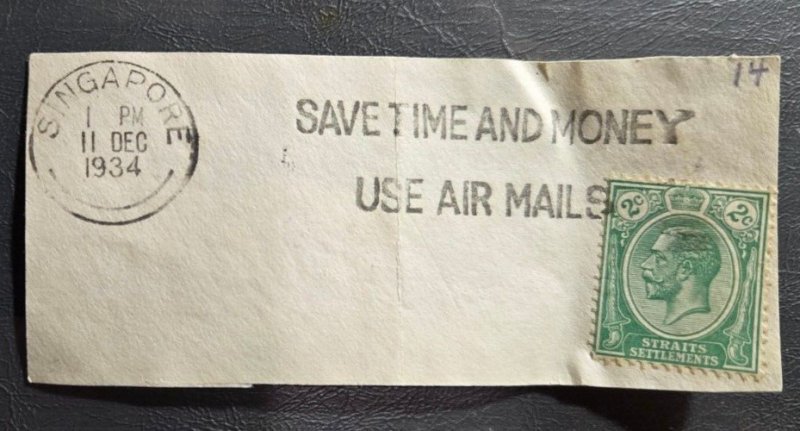 SINGAPORE
1 PM
11 DEC
1934
SAVE TIME AND MONEY
USE AIR MAILS
14
2c 2c
STRAITS
SETTLEMENTS